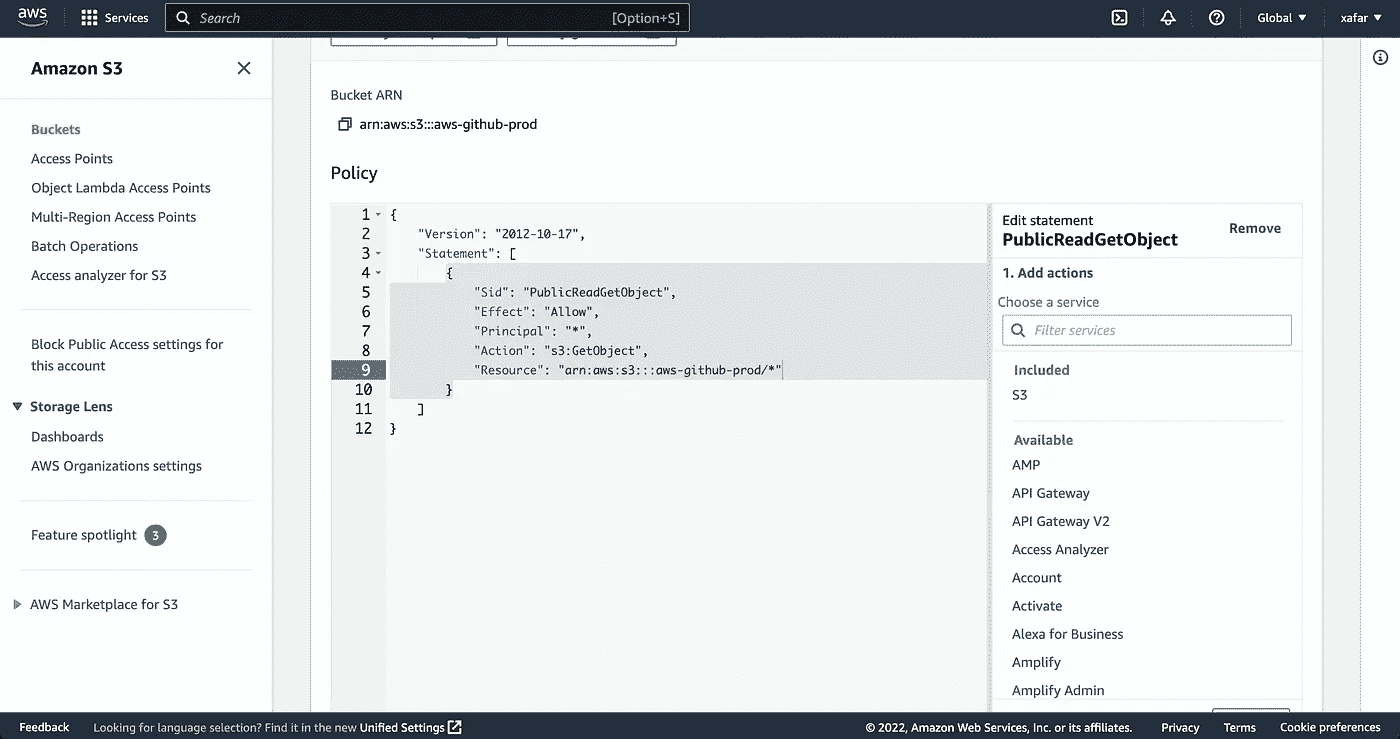 aws
Services
Search
[Option+S]
Global
xafar
Amazon S3
Buckets
Access Points
Object Lambda Access Points
Multi-Region Access Points
Batch Operations
Access analyzer for S3
Block Public Access settings for
this account
Storage Lens
Dashboards
AWS Organizations settings
Feature spotlight 3
AWS Marketplace for S3
Bucket ARN
arn:aws:s3:::aws-github-prod
Policy
1 {
2 "Version": "2012-10-17",
3 "Statement": [
4 {
5 "Sid": "PublicReadGetObject",
6 "Effect": "Allow",
7 "Principal": "*",
8 "Action": "s3:GetObject",
9 "Resource": "arn:aws:s3:::aws-github-prod/*"
10 }
11 ]
12 }
Edit statement
PublicReadGetObject
Remove
1. Add actions
Choose a service
Filter services
Included
S3
Available
AMP
API Gateway
API Gateway V2
Access Analyzer
Account
Activate
Alexa for Business
Amplify
Amplify Admin
Feedback
Looking for language selection? Find it in the new Unified Settings
© 2022, Amazon Web Services, Inc. or its affiliates.
Privacy
Terms
Cookie preferences